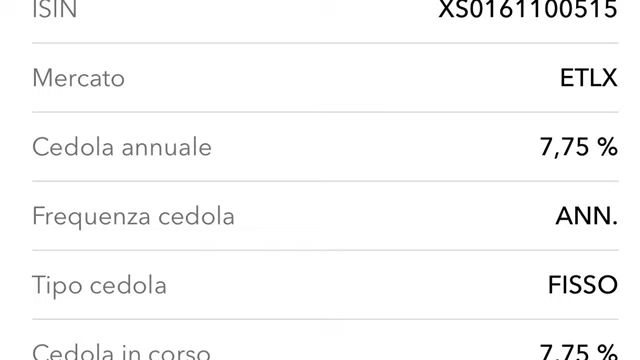 ISIN XS0161100515
Mercato ETLX
Cedola annuale 7,75 %
Frequenza cedola ANN.
Tipo cedola FISSO
Cedola in corso 7,75 %